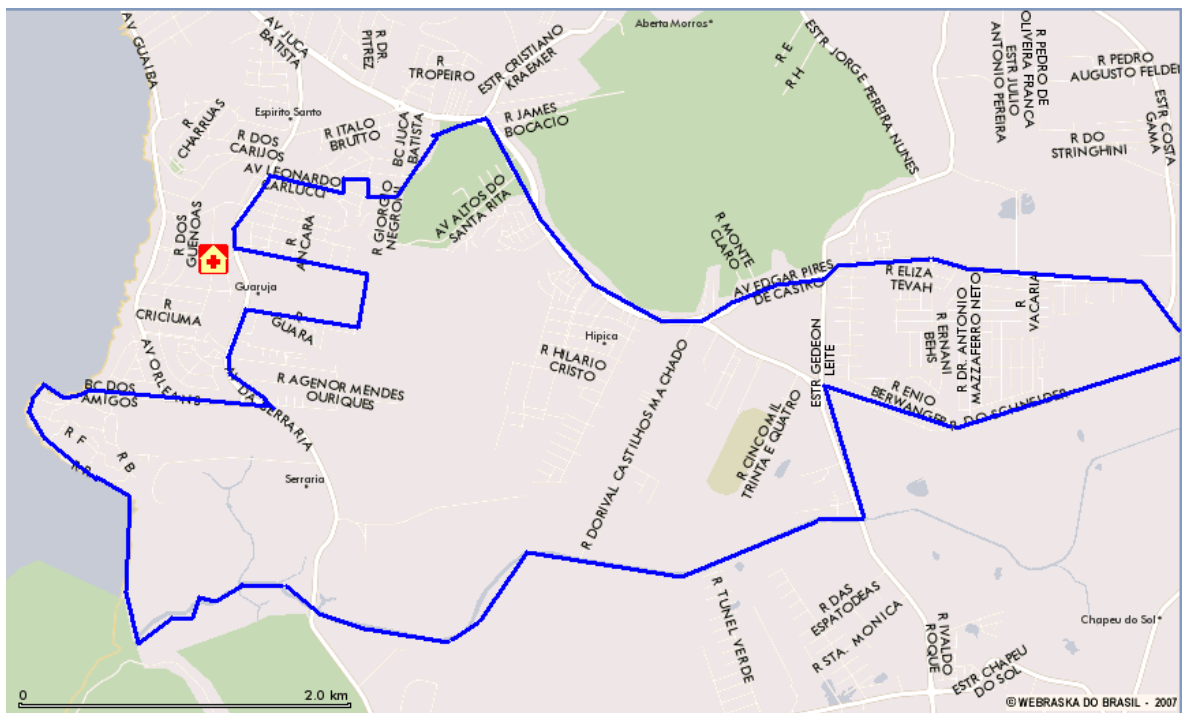 AV GUAIBA
AV JUCA
BATISTA
R DR.
PITREZ
R
TROPEIRO
ESTR CRISTIANO
KRAEMER
Aberta Morros
R E
R H
ESTR JORGE PEREIRA NUNES
R PEDRO DE
OLIVEIRA FRANCA
ESTR JULIO
ANTONIO PEREIRA
R PEDRO
AUGUSTO FELDE
ESTR COSTA
GAMA
R
CHARRUAS
Espirito Santo
R DOS
CARIJOS
R ITALO
BRUTTO
BC JUCA
BATISTA
R JAMES
BOCACIO
R DO
STRINGHINI
AV LEONARDO
CARLUCCI
R GIORGIO
NEGRONI
AV ALTOS DO
SANTA RITA
R DOS
GUENOAS
R
ANCARA
R MONTE
CLARO
Guaruja
AV EDGAR PIRES
DE CASTRO
R ELIZA
TEVAH
R
CRICIUMA
R
GUARA
Hipica
R HILARIO
CRISTO
R DORIVAL CASTILHOS MACHADO
ESTR GEDEON
LEITE
R ERNANI
BEHS
R DR. ANTONIO
MAZZAFERRO NETO
R
VACARIA
AV ORLEANS
BC DOS
AMIGOS
R AGENOR MENDES
OURIQUES
DA SERRARIA
R ENIO
BERWANGER
R DO SCHNEIDER
R CINCO MIL
TRINTA E QUATRO
R F
R B
Serraria
R TUNEL VERDE
R DAS
ESPATODEAS
R STA. MONICA
R IVALDO
ROQUE
Chapeu do Sol
ESTR CHAPEU
DO SOL
0 2.0 km
© WEBRASKA DO BRASIL - 2007